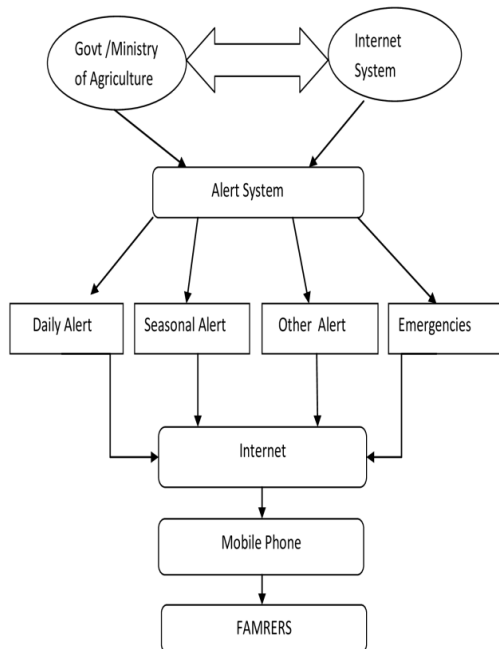 Govt /Ministry
of Agriculture
Internet
System
Alert System
Daily Alert
Seasonal Alert
Other Alert
Emergencies
Internet
Mobile Phone
FAMRERS